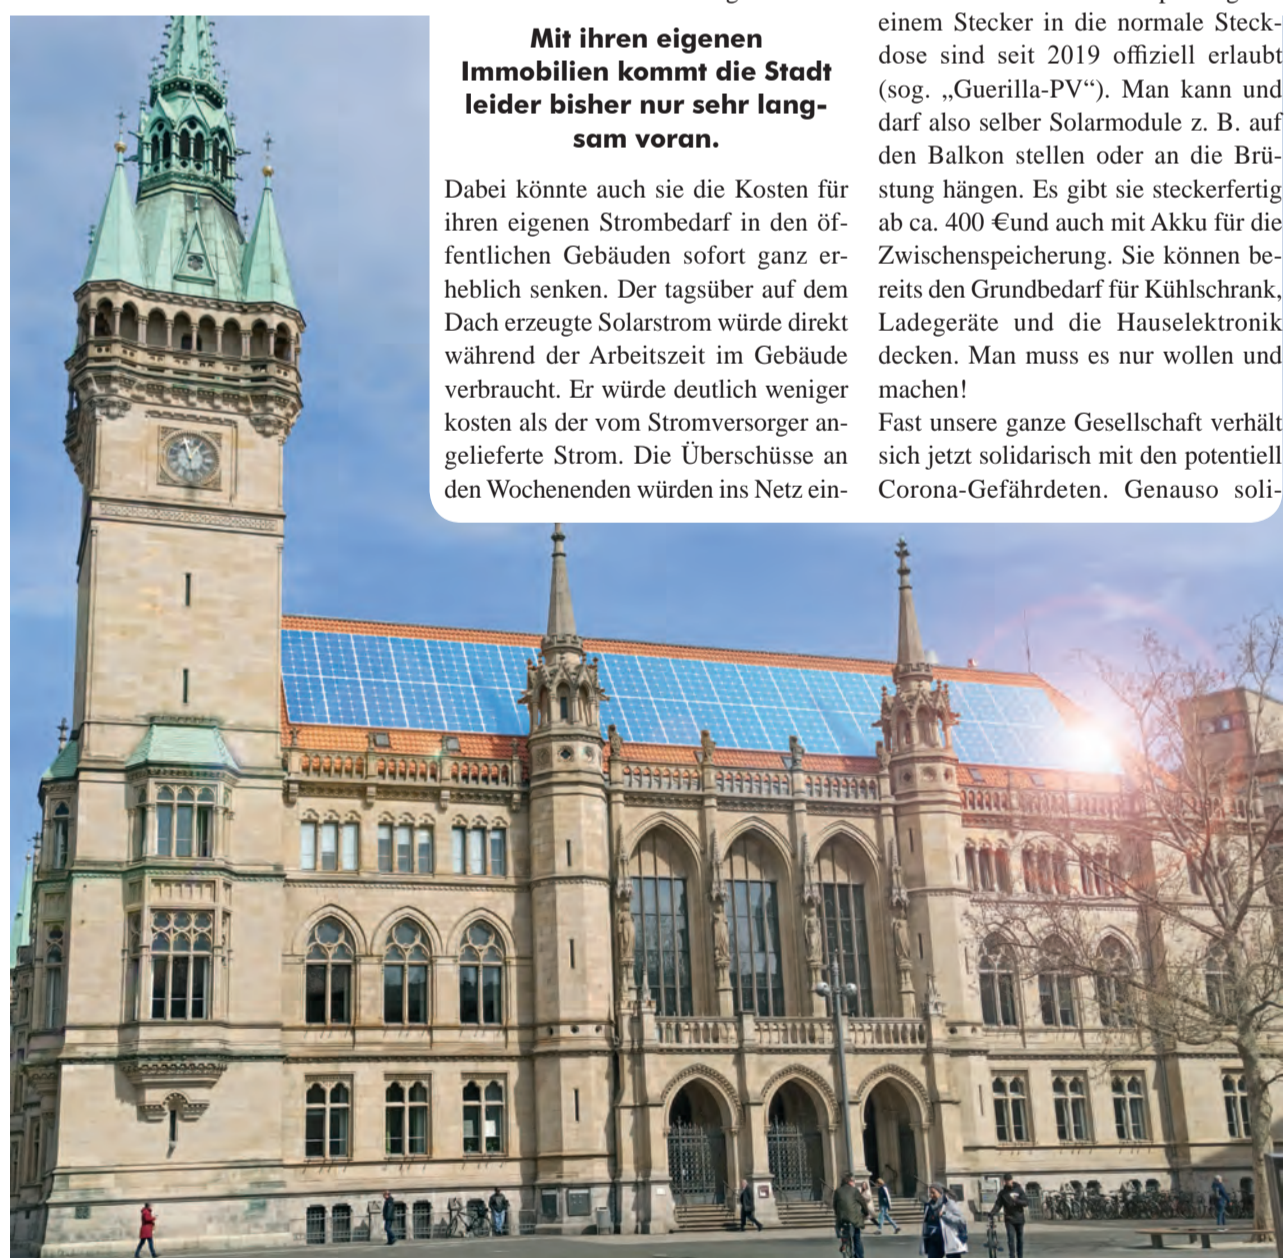 Mit ihren eigenen
Immobilien kommt die Stadt
leider bisher nur sehr lang-
sam voran.
Dabei könnte auch sie die Kosten für
ihren eigenen Strombedarf in den öf-
fentlichen Gebäuden sofort ganz er-
heblich senken. Der tagsüber auf dem
Dach erzeugte Solarstrom würde direkt
während der Arbeitszeit im Gebäude
verbraucht. Er würde deutlich weniger
kosten als der vom Stromversorger an-
gelieferte Strom. Die Überschüsse an
den Wochenenden würden ins Netz ein-
einem Stecker in die normale Steck-
dose sind seit 2019 offiziell erlaubt
(sog. „Guerilla-PV“). Man kann und
darf also selber Solarmodule z. B. auf
den Balkon stellen oder an die Brü-
stung hängen. Es gibt sie steckerfertig
ab ca. 400 €und auch mit Akku für die
Zwischenspeicherung. Sie können be-
reits den Grundbedarf für Kühlschrank,
Ladegeräte und die Hauselektronik
decken. Man muss es nur wollen und
machen!
Fast unsere ganze Gesellschaft verhält
sich jetzt solidarisch mit den potentiell
Corona-Gefährdeten. Genauso soli-